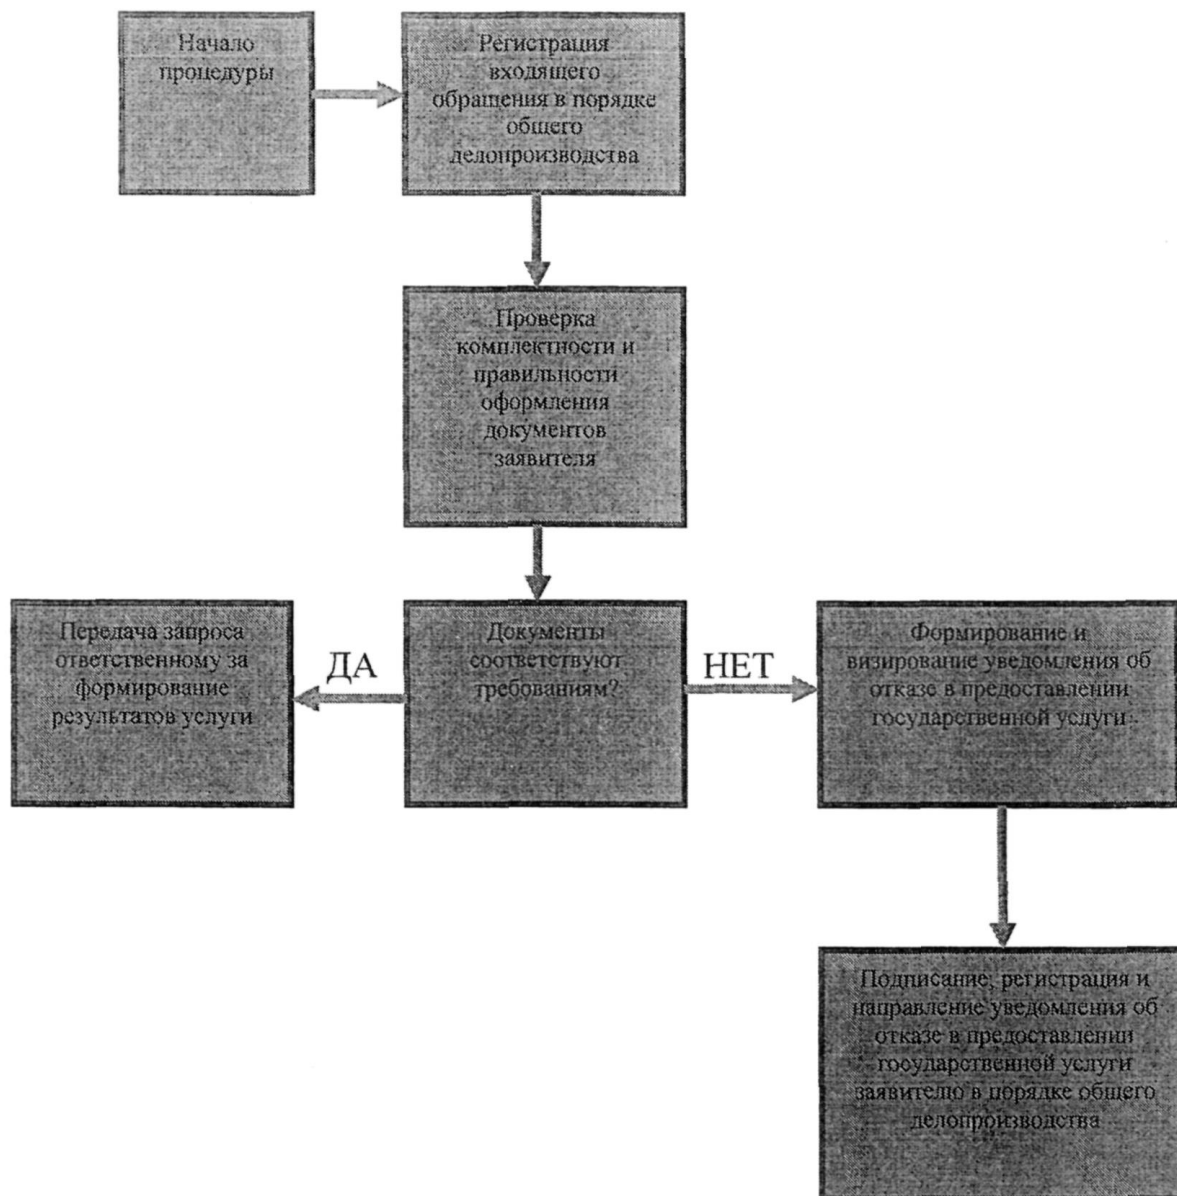 Начало
процедуры
Регистрация
входящего
обращения в порядке
общего
делопроизводства
Проверка
комплектности и
правильности
оформления
документов
заявителя
Передача запроса
ответственному за
формирование
результатов услуги
ДА
Документы
соответствуют
требованиям?
НЕТ
Формирование и
визирование уведомления об
отказе в предоставлении
государственной услуги
Подписание, регистрация и
направление уведомления об
отказе в предоставлении
государственной услуги
заявителю в порядке общего
делопроизводства